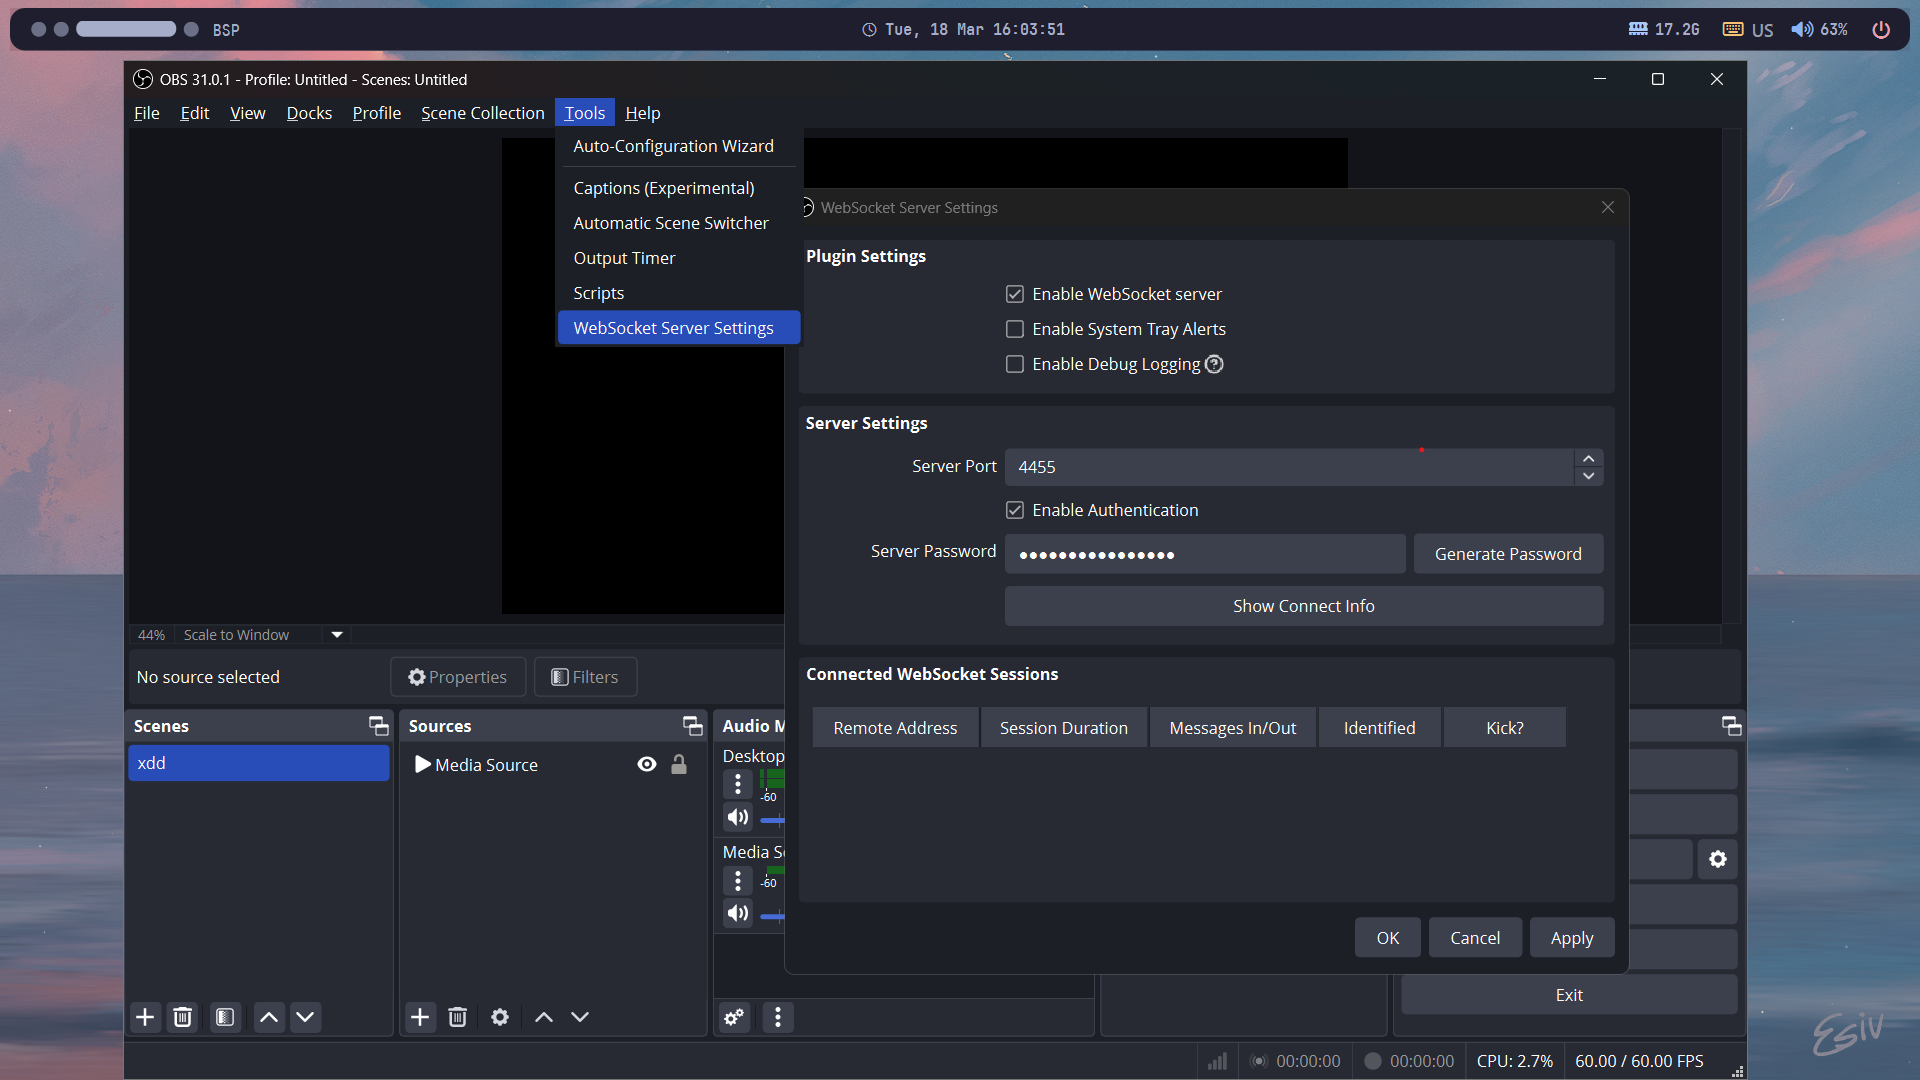 BSP
Tue, 18 Mar 16:03:51
17.2G
US
63%
OBS 31.0.1 - Profile: Untitled - Scenes: Untitled
File Edit View Docks Profile Scene Collection Tools Help
Auto-Configuration Wizard
Captions (Experimental)
Automatic Scene Switcher
Output Timer
Scripts
WebSocket Server Settings
WebSocket Server Settings
Plugin Settings
Enable WebSocket server
Enable System Tray Alerts
Enable Debug Logging
Server Settings
Server Port 4455
Enable Authentication
Server Password Generate Password
Show Connect Info
Connected WebSocket Sessions
Remote Address Session Duration Messages In/Out Identified Kick?
OK Cancel Apply
44% Scale to Window
No source selected Properties Filters
Scenes
xdd
Sources
Media Source
Audio M
Desktop
-60
Media So
-60
Exit
00:00:00 00:00:00 CPU: 2.7% 60.00 / 60.00 FPS
Esiv